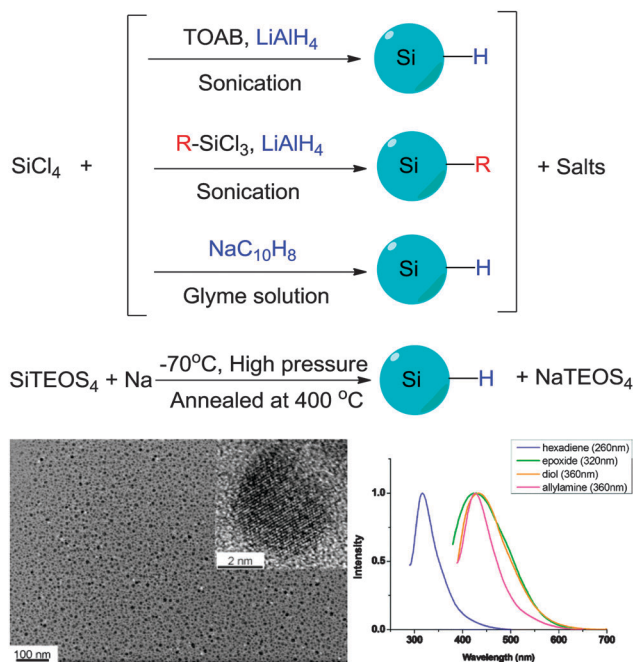 TOAB, LiAlH₄
Si
H
Sonication
R-SiCl₃, LiAlH₄
SiCl₄ +
Si
R
+ Salts
Sonication
NaC₁₀H₈
Si
H
Glyme solution
-70°C, High pressure
SiTEOS₄ + Na
Si
H
+ NaTEOS₄
Annealed at 400 °C
2 nm
100 nm
hexadiene (260nm)
epoxide (320nm)
diol (360nm)
allylamine (360nm)
1.0
0.5
0.0
Intensity
300 400 500 600 700
Wavelength (nm)